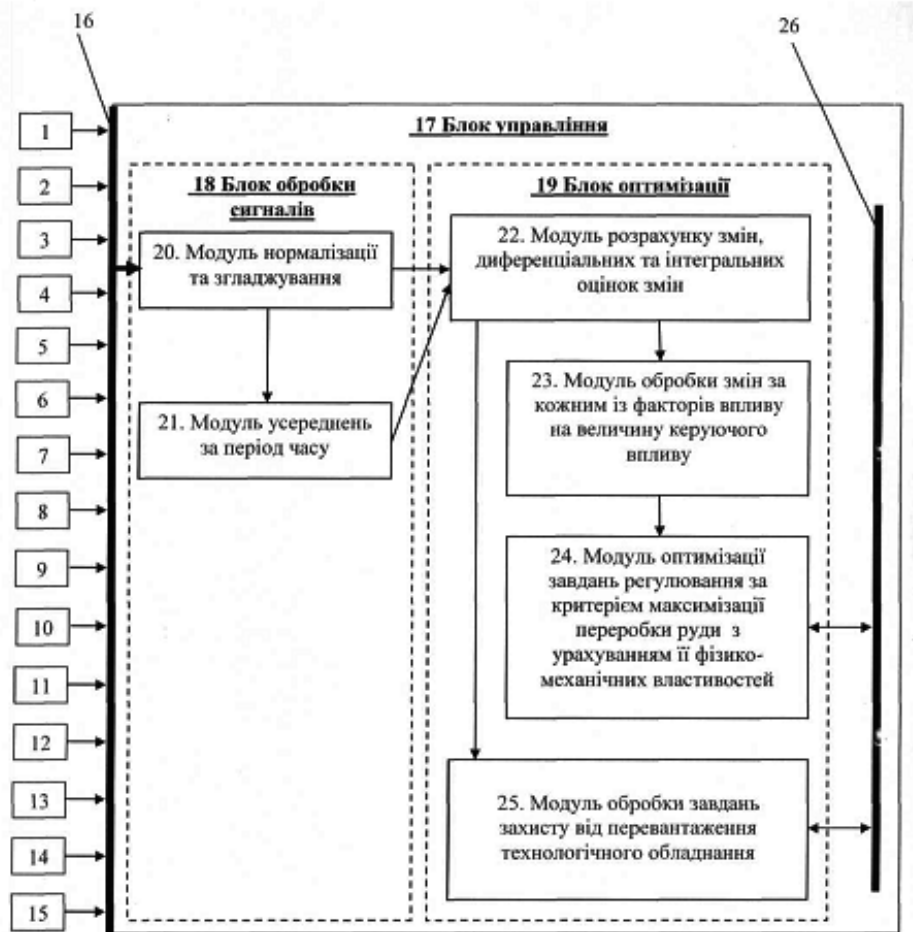 16
26
1
2
3
4
5
6
7
8
9
10
11
12
13
14
15
17 Блок управління
18 Блок обробки
сигналів
20. Модуль нормалізації
та згладжування
21. Модуль усереднень
за період часу
19 Блок оптимізації
22. Модуль розрахунку змін,
диференціальних та інтегральних
оцінок змін
23. Модуль обробки змін за
кожним із факторів впливу
на величину керуючого
впливу
24. Модуль оптимізації
завдань регулювання за
критерієм максимізації
переробки руди з
урахуванням її фізико-
механічних властивостей
25. Модуль обробки завдань
захисту від перевантаження
технологічного обладнання